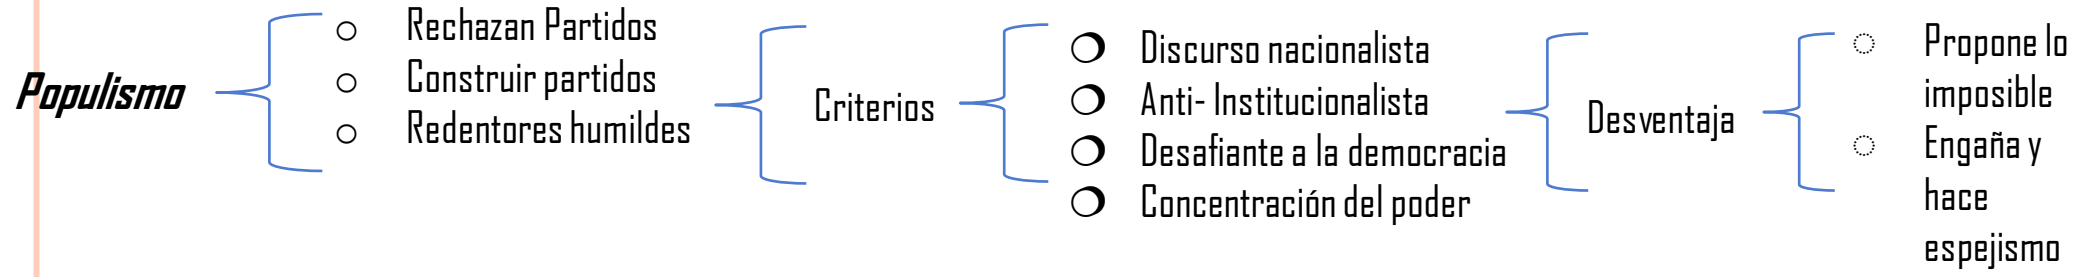 Populismo
Rechazan Partidos
Construir partidos
Redentores humildes
Criterios
Discurso nacionalista
Anti- Institucionalista
Desafiante a la democracia
Concentración del poder
Desventaja
Propone lo
imposible
Engaña y
hace
espejismo